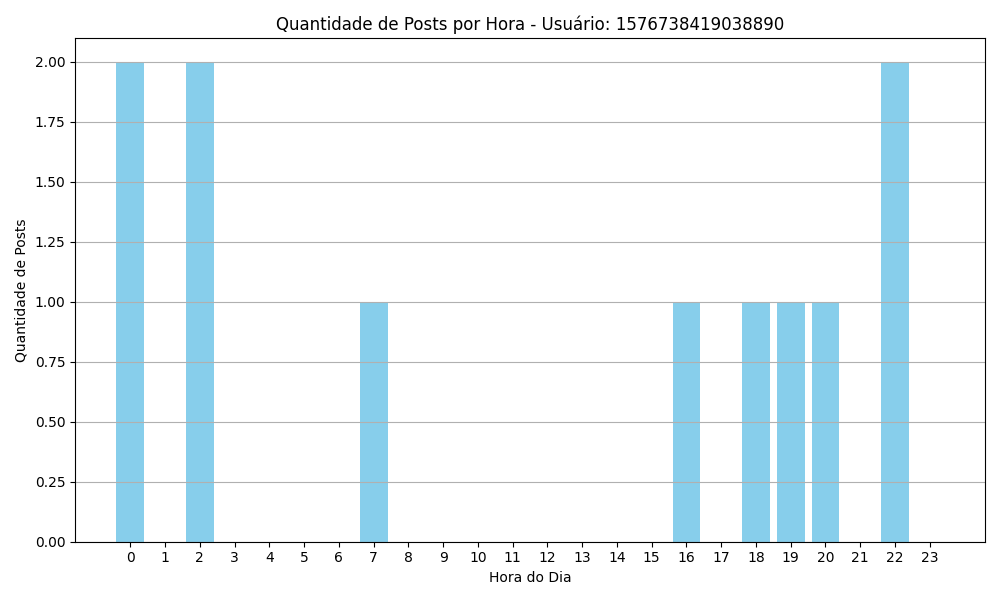 Quantidade de Posts por Hora - Usuário: 1576738419038890
Quantidade de Posts
2.00
1.75
1.50
1.25
1.00
0.75
0.50
0.25
0.00
0 1 2 3 4 5 6 7 8 9 10 11 12 13 14 15 16 17 18 19 20 21 22 23
Hora do Dia